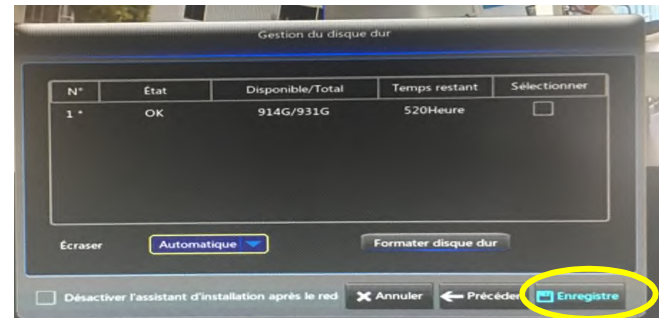 Gestion du disque dur
N° État Disponible/Total Temps restant Sélectionner
1 * OK 914G/931G 520Heure
Écraser Automatique Formater disque dur
Désactiver l'assistant d'installation après le red Annuler Précéder Enregistre